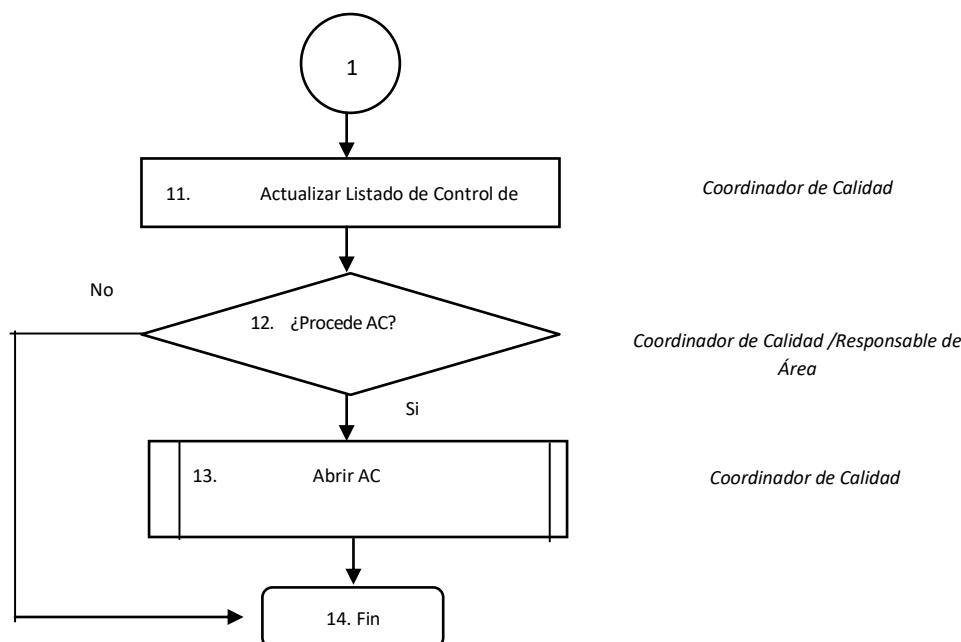 1
11. Actualizar Listado de Control de
Coordinador de Calidad
No
12. ¿Procede AC?
Coordinador de Calidad /Responsable de
Área
Si
13. Abrir AC
Coordinador de Calidad
14. Fin